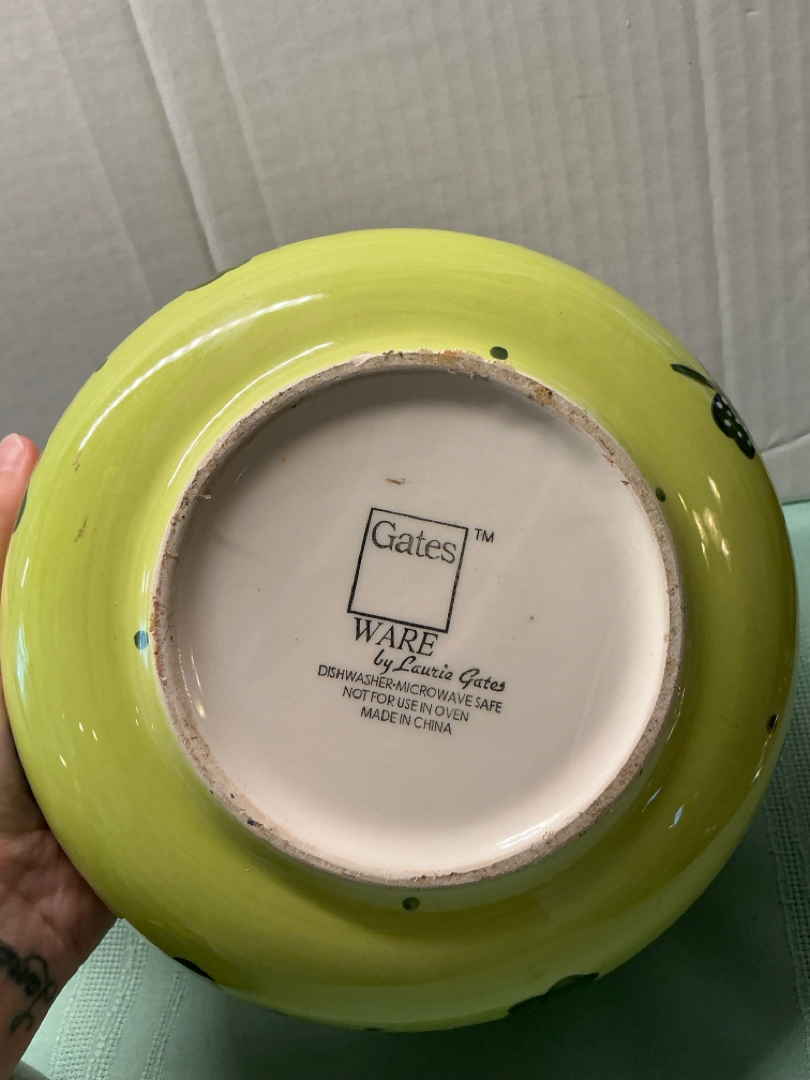 Gates TM
WARE
by Laurie Gates
DISHWASHER-MICROWAVE SAFE
NOT FOR USE IN OVEN
MADE IN CHINA